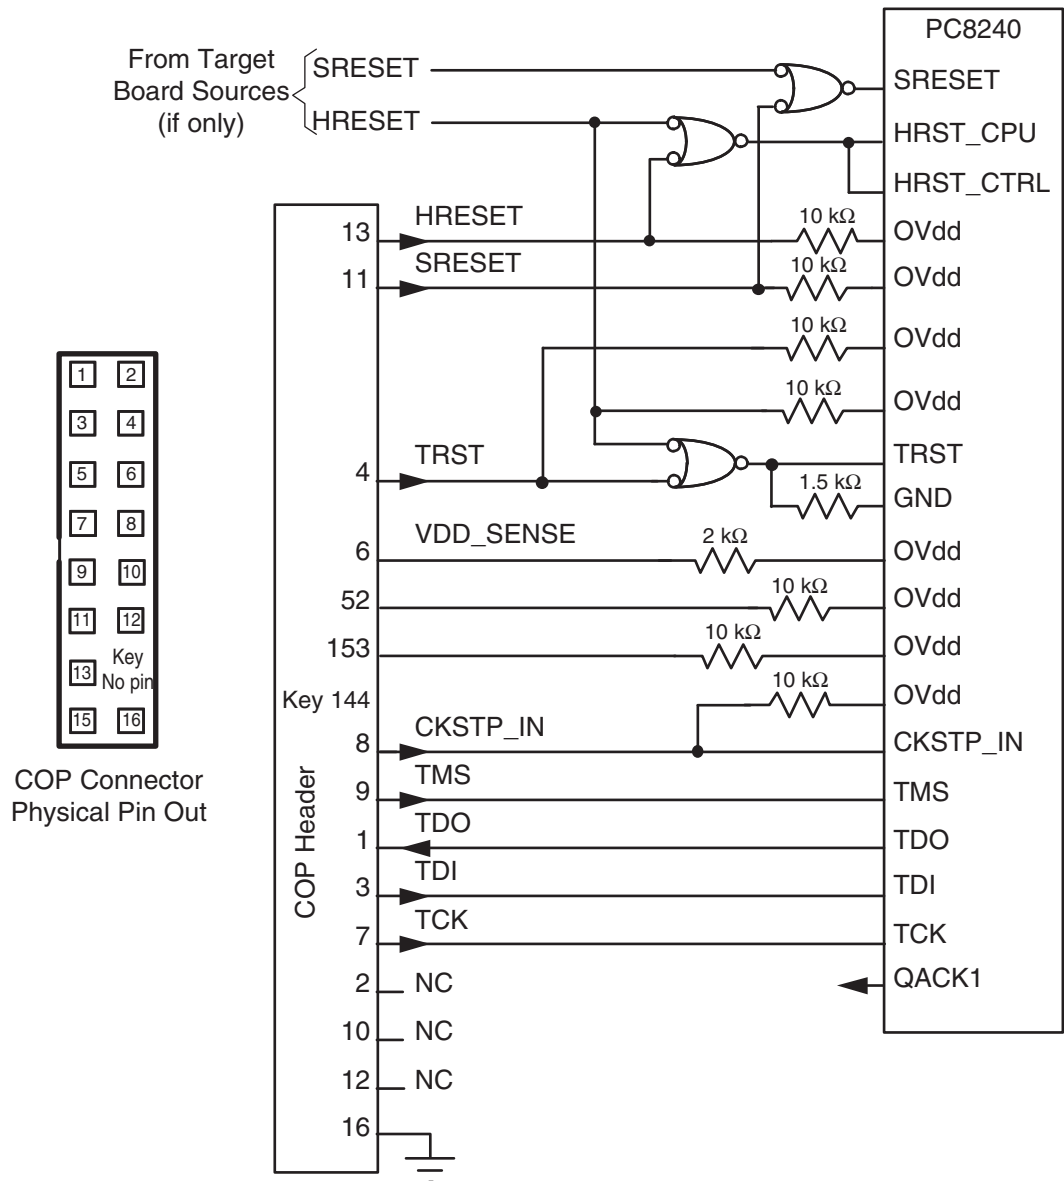 PC8240
From Target
Board Sources
(if only)
SRESET
HRESET
SRESET
HRST_CPU
HRST_CTRL
13
HRESET
10 kΩ
OVdd
11
SRESET
10 kΩ
OVdd
10 kΩ
OVdd
10 kΩ
OVdd
4
TRST
TRST
1.5 kΩ
GND
6
VDD_SENSE
2 kΩ
OVdd
52
10 kΩ
OVdd
153
10 kΩ
OVdd
Key 144
10 kΩ
OVdd
8
CKSTP_IN
CKSTP_IN
9
TMS
TMS
1
TDO
TDO
3
TDI
TDI
7
TCK
TCK
QACK1
2
NC
10
NC
12
NC
16
COP Header
1 2
3 4
5 6
7 8
9 10
11 12
13 Key
No pin
15 16
COP Connector
Physical Pin Out